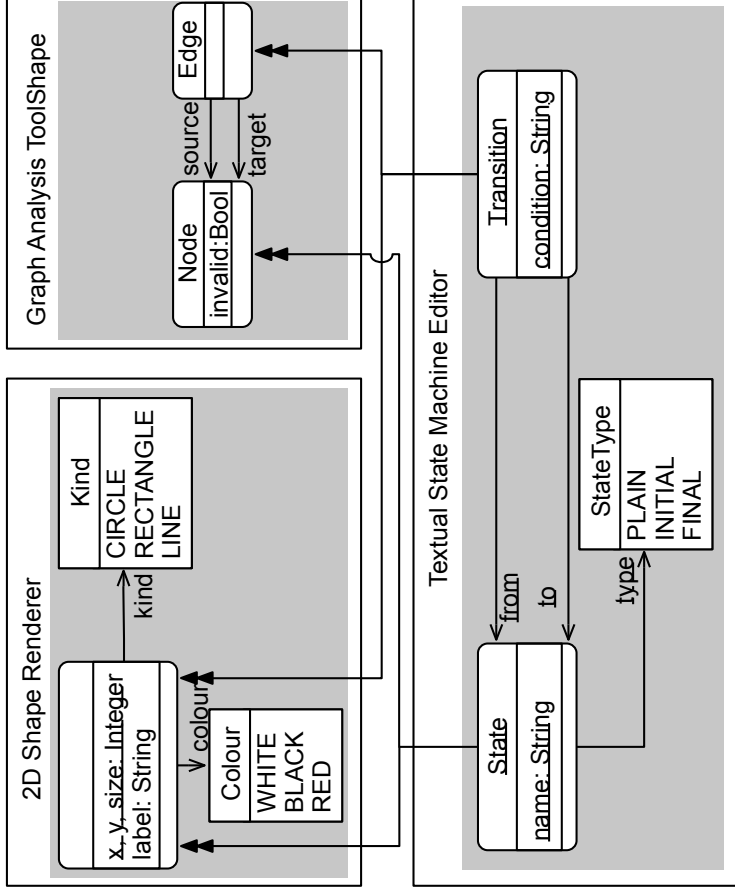 2D Shape Renderer
x, y, size: Integer
label: String
kind
Kind
CIRCLE
RECTANGLE
LINE
colour
Colour
WHITE
BLACK
RED
Graph Analysis ToolShape
Node
invalid:Bool
source
target
Edge
Textual State Machine Editor
State
name: String
from
to
type
StateType
PLAIN
INITIAL
FINAL
Transition
condition: String